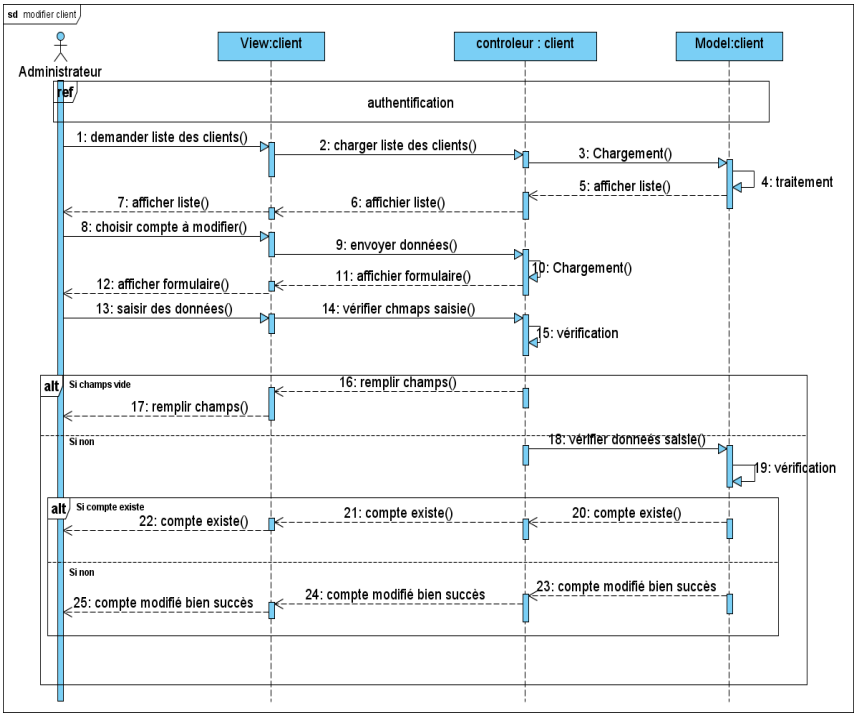 sd modifier client
View:client
controleur : client
Model:client
Administrateur
ref
authentification
1: demander liste des clients()
2: charger liste des clients()
3: Chargement()
4: traitement
5: afficher liste()
6: affichier liste()
7: afficher liste()
8: choisir compte à modifier()
9: envoyer données()
10: Chargement()
11: affichier formulaire()
12: afficher formulaire()
13: saisir des données()
14: vérifier chmaps saisie()
15: vérification
alt
Si champs vide
16: remplir champs()
17: remplir champs()
Si non
18: vérifier donneés saisie()
19: vérification
alt
Si compte existe
20: compte existe()
21: compte existe()
22: compte existe()
Si non
23: compte modifié bien succès
24: compte modifié bien succès
25: compte modifié bien succès